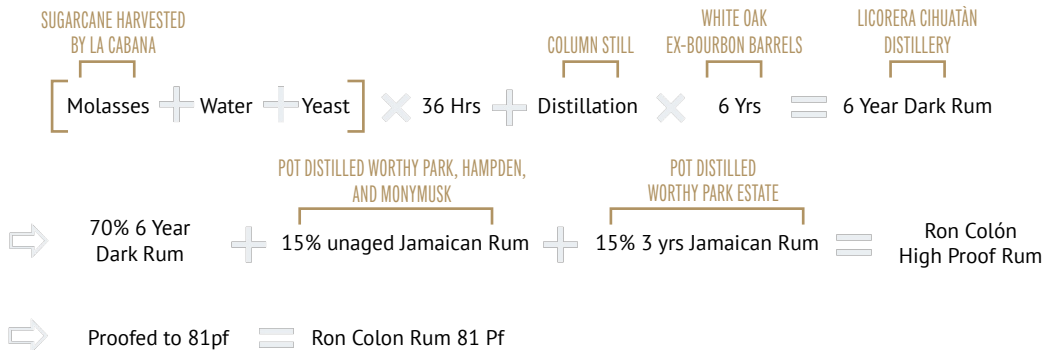 SUGARCANE HARVESTED
BY LA CABANA
COLUMN STILL
WHITE OAK
EX-BOURBON BARRELS
LICORERA CIHUATÀN
DISTILLERY
[ Molasses + Water + Yeast ] × 36 Hrs + Distillation × 6 Yrs = 6 Year Dark Rum
POT DISTILLED WORTHY PARK, HAMPDEN,
AND MONYMUSK
POT DISTILLED
WORTHY PARK ESTATE
70% 6 Year
Dark Rum
+ 15% unaged Jamaican Rum + 15% 3 yrs Jamaican Rum =
Ron Colón
High Proof Rum
Proofed to 81pf = Ron Colon Rum 81 Pf